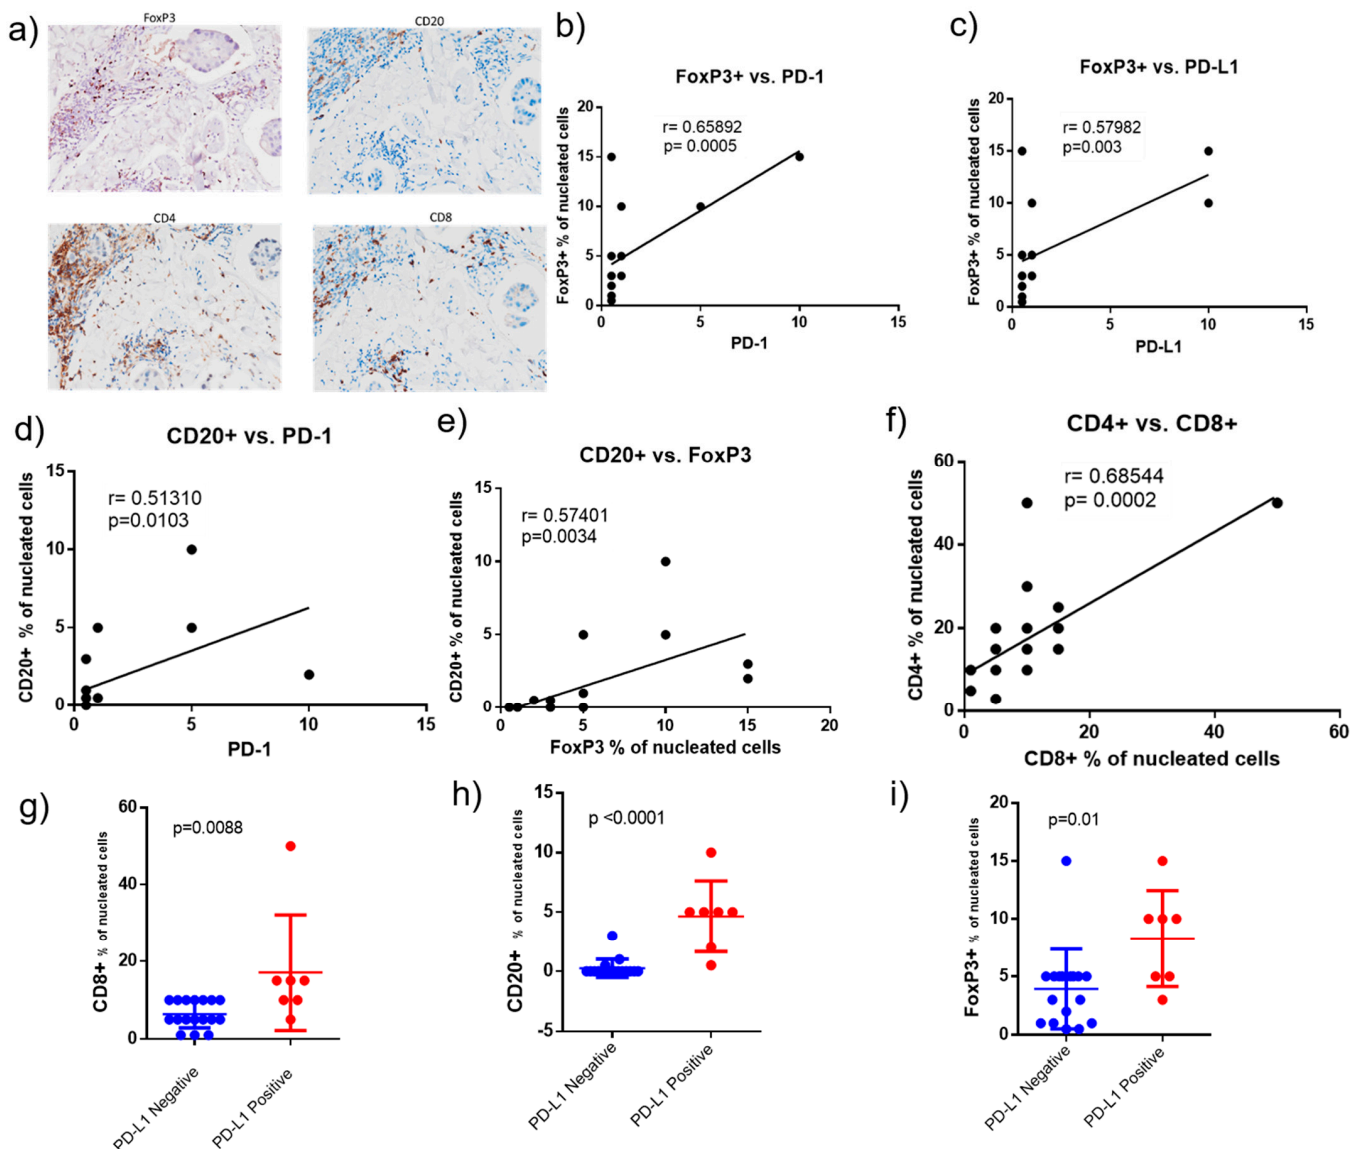 a)
FoxP3
CD20
CD4
CD8
b)
FoxP3+ vs. PD-1
FoxP3+ % of nucleated cells
20
15
10
5
0
r= 0.65892
p= 0.0005
0
5
10
15
PD-1
c)
FoxP3+ vs. PD-L1
FoxP3+ % of nucleated cells
20
15
10
5
0
r= 0.57982
p=0.003
0
5
10
15
PD-L1
d)
CD20+ vs. PD-1
CD20+ % of nucleated cells
15
10
5
0
r= 0.51310
p=0.0103
0
5
10
15
PD-1
e)
CD20+ vs. FoxP3
CD20+ % of nucleated cells
15
10
5
0
r= 0.57401
p=0.0034
0
5
10
15
20
FoxP3 % of nucleated cells
f)
CD4+ vs. CD8+
CD4+ % of nucleated cells
60
40
20
0
r= 0.68544
p= 0.0002
0
20
40
60
CD8+ % of nucleated cells
g)
CD8+ % of nucleated cells
60
40
20
0
p=0.0088
PD-L1 Negative
PD-L1 Positive
h)
CD20+ % of nucleated cells
15
10
5
0
-5
p <0.0001
PD-L1 Negative
PD-L1 Positive
i)
FoxP3+ % of nucleated cells
20
15
10
5
0
p=0.01
PD-L1 Negative
PD-L1 Positive